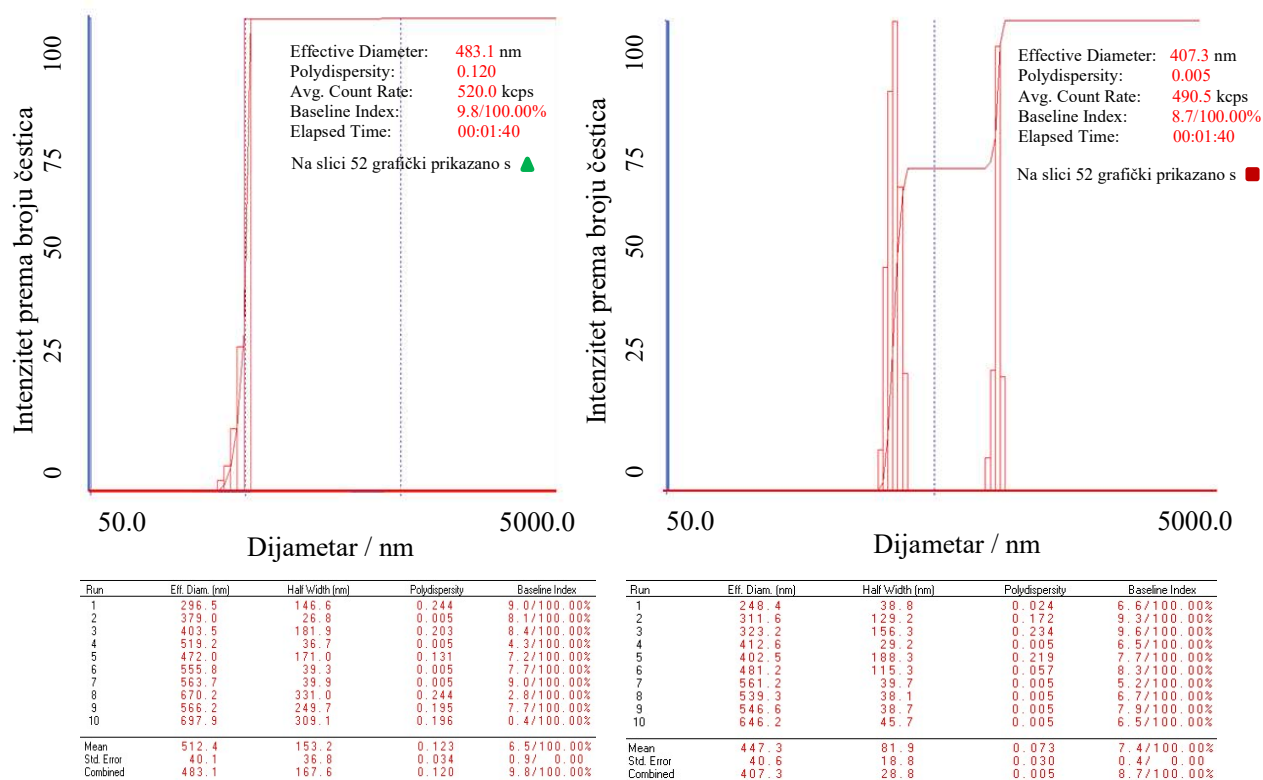 Intenzitet prema broju čestica
100
75
50
25
0
Effective Diameter: 483.1 nm
Polydispersity: 0.120
Avg. Count Rate: 520.0 kcps
Baseline Index: 9.8/100.00%
Elapsed Time: 00:01:40
Na slici 52 grafički prikazano s
50.0
5000.0
Dijametar / nm
Intenzitet prema broju čestica
100
75
50
25
0
Effective Diameter: 407.3 nm
Polydispersity: 0.005
Avg. Count Rate: 490.5 kcps
Baseline Index: 8.7/100.00%
Elapsed Time: 00:01:40
Na slici 52 grafički prikazano s
50.0
5000.0
Dijametar / nm
Run Eff. Diam. (nm) Half Width (nm) Polydispersity Baseline Index
1 296.5 146.6 0.244 9.0/100.00%
2 379.0 26.8 0.005 8.1/100.00%
3 403.5 181.9 0.203 8.4/100.00%
4 519.2 36.7 0.005 4.3/100.00%
5 472.0 171.0 0.131 7.2/100.00%
6 555.8 39.3 0.005 7.7/100.00%
7 563.7 39.9 0.005 9.0/100.00%
8 670.2 331.0 0.244 2.8/100.00%
9 566.2 249.7 0.195 7.7/100.00%
10 697.9 309.1 0.196 0.4/100.00%
Mean 512.4 153.2 0.123 6.5/100.00%
Std. Error 40.1 36.8 0.034 0.9/ 0.00
Combined 483.1 167.6 0.120 9.8/100.00%
Run Eff. Diam. (nm) Half Width (nm) Polydispersity Baseline Index
1 248.4 38.8 0.024 6.6/100.00%
2 311.6 129.2 0.172 9.3/100.00%
3 323.2 156.3 0.234 9.6/100.00%
4 412.6 29.2 0.005 6.5/100.00%
5 402.5 188.3 0.219 7.7/100.00%
6 481.2 115.3 0.057 8.3/100.00%
7 561.2 39.7 0.005 5.2/100.00%
8 539.3 38.1 0.005 6.7/100.00%
9 546.6 38.7 0.005 7.9/100.00%
10 646.2 45.7 0.005 6.5/100.00%
Mean 447.3 81.9 0.073 7.4/100.00%
Std. Error 40.6 18.8 0.030 0.4/ 0.00
Combined 407.3 28.8 0.005 8.7/100.00%